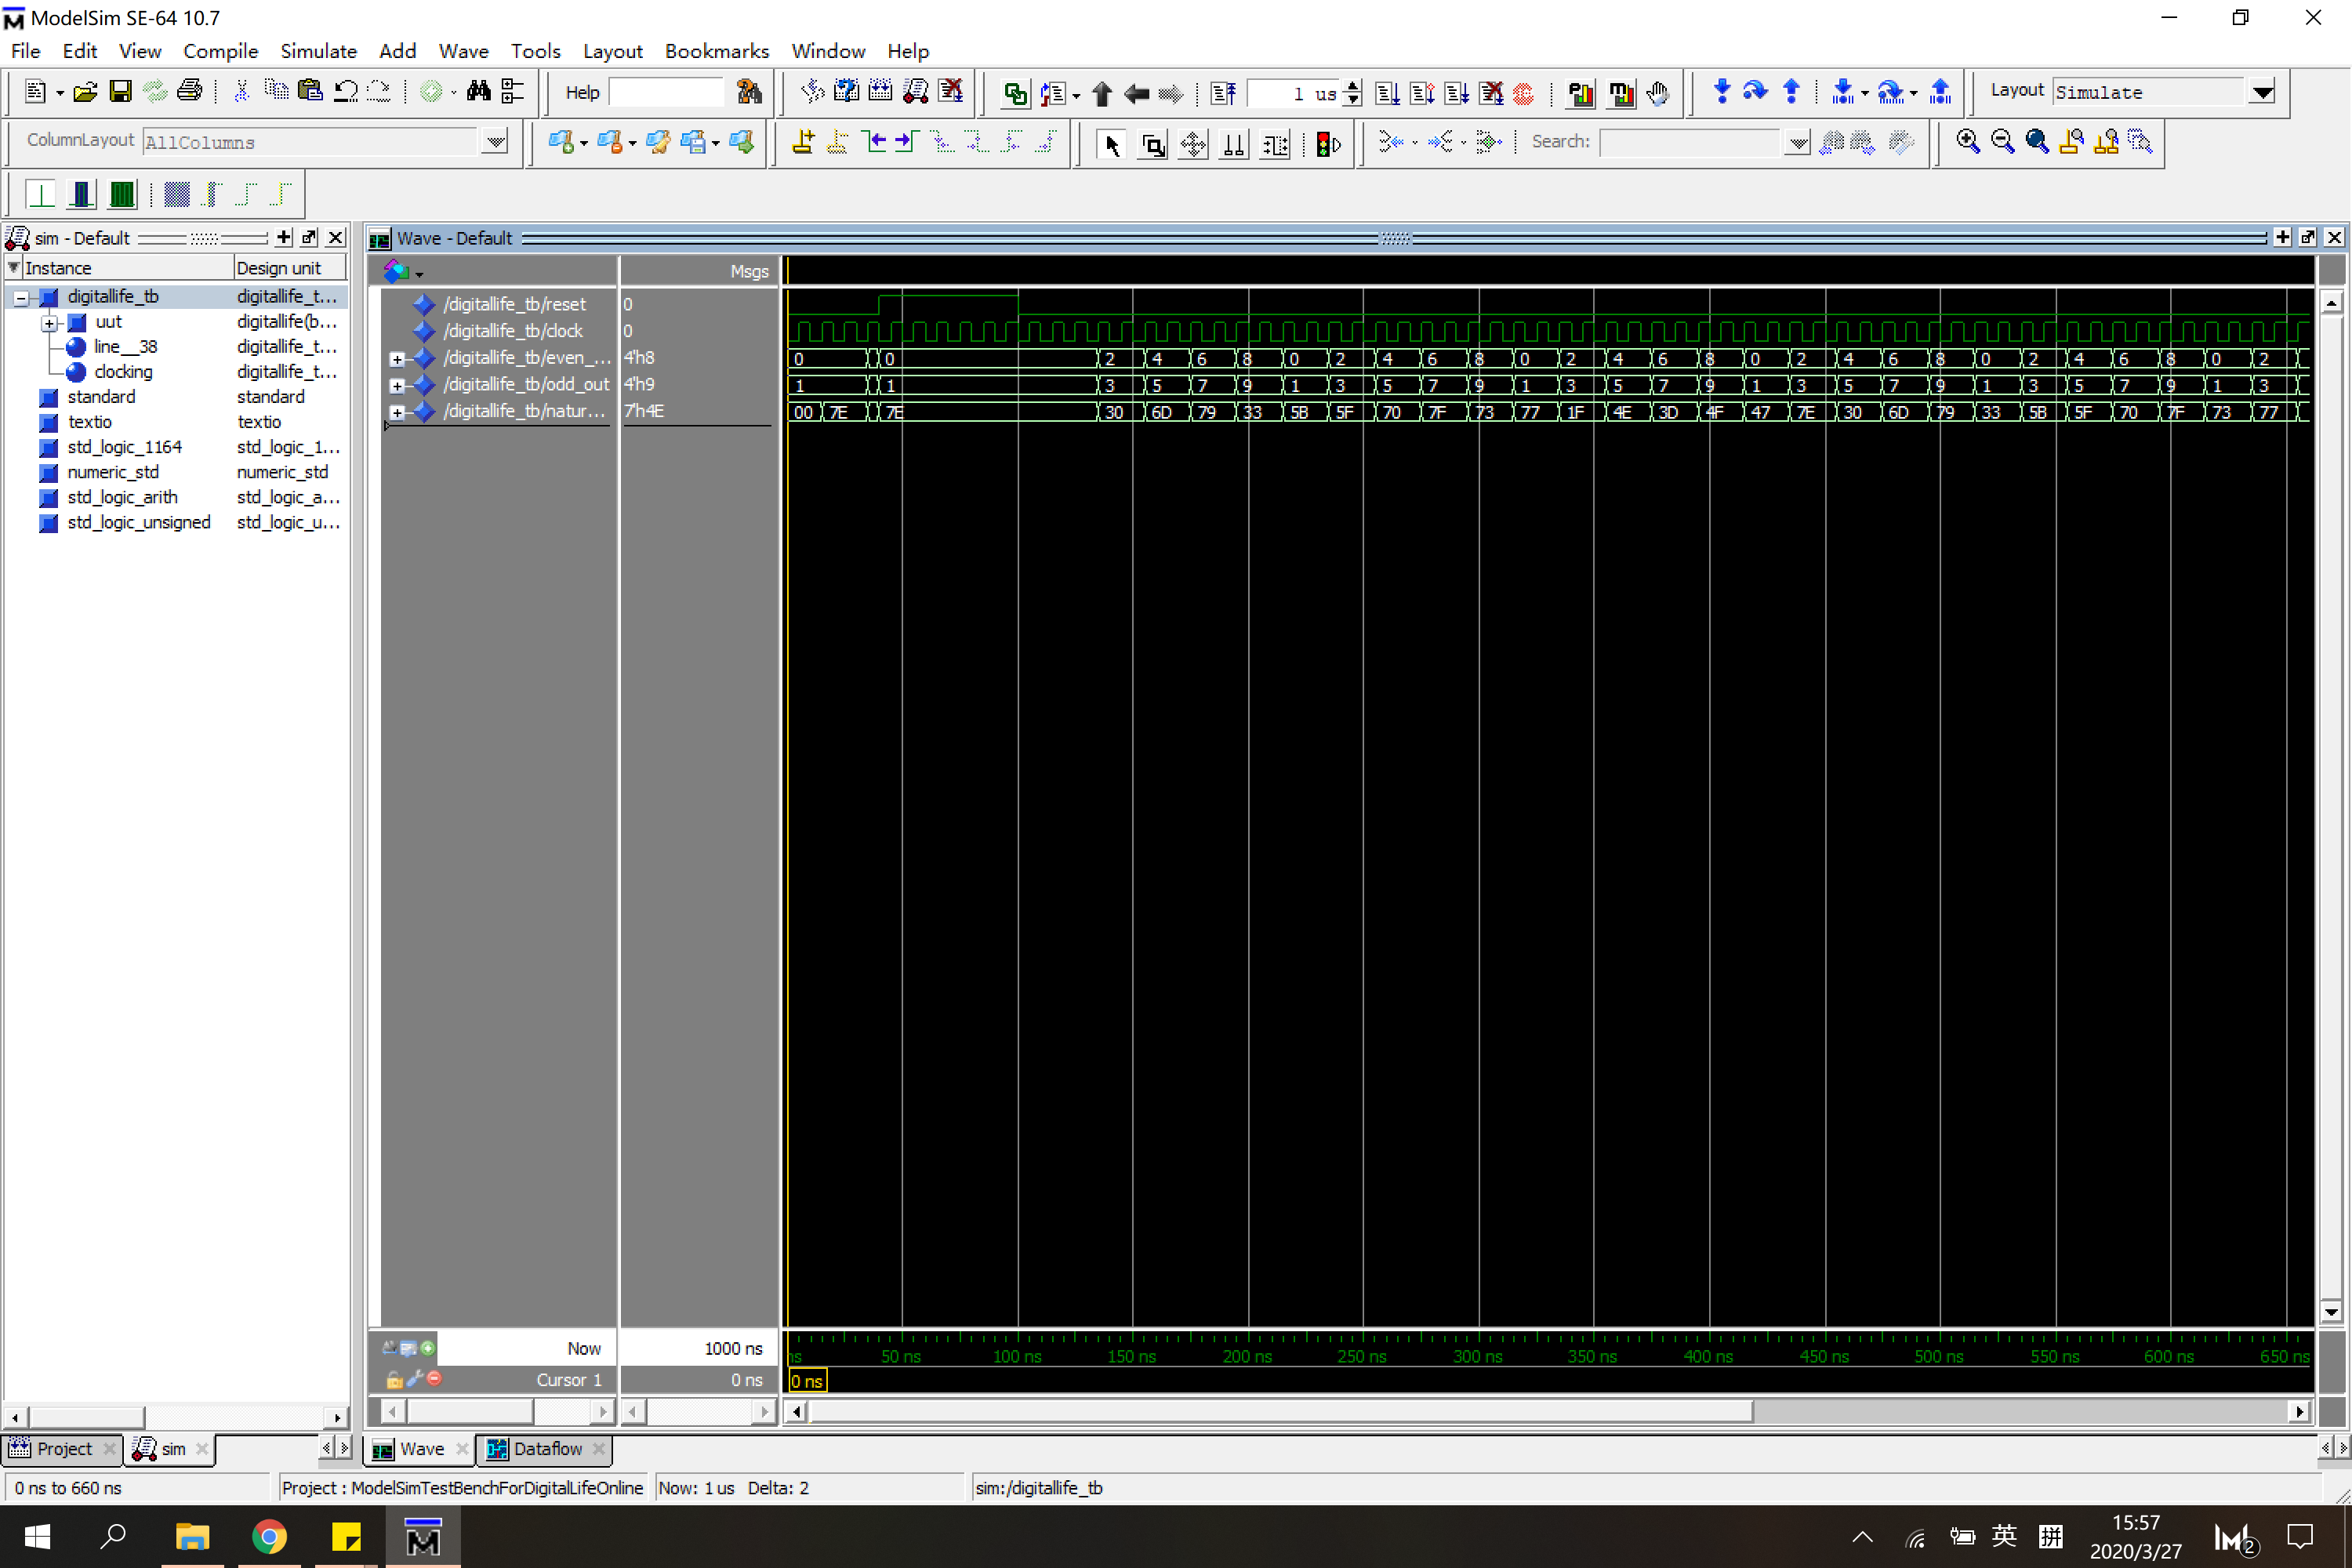 ModelSim SE-64 10.7
File Edit View Compile Simulate Add Wave Tools Layout Bookmarks Window Help
Help 1 us Layout Simulate
ColumnLayout AllColumns Search:
sim - Default
Instance Design unit
digitallife_tb digitallife_t...
uut digitallife(b...
line__38 digitallife_t...
clocking digitallife_t...
standard standard
textio textio
std_logic_1164 std_logic_1...
numeric_std numeric_std
std_logic_arith std_logic_a...
std_logic_unsigned std_logic_u...
Wave - Default
Msgs
/digitallife_tb/reset 0
/digitallife_tb/clock 0
/digitallife_tb/even_... 4'h8 0 0 2 4 6 8 0 2 4 6 8 0 2 4 6 8 0 2 4 6 8 0 2 4 6 8 0 2
/digitallife_tb/odd_out 4'h9 1 1 3 5 7 9 1 3 5 7 9 1 3 5 7 9 1 3 5 7 9 1 3 5 7 9 1 3
/digitallife_tb/natur... 7'h4E 00 7E 7E 30 6D 79 33 5B 5F 70 7F 73 77 1F 4E 3D 4F 47 7E 30 6D 79 33 5B 5F 70 7F 73 77
Now 1000 ns
ns 50 ns 100 ns 150 ns 200 ns 250 ns 300 ns 350 ns 400 ns 450 ns 500 ns 550 ns 600 ns 650 ns
Cursor 1 0 ns 0 ns
Project sim Wave Dataflow
0 ns to 660 ns Project : ModelSimTestBenchForDigitalLifeOnline Now: 1 us Delta: 2 sim:/digitallife_tb
英 拼 15:57 2
2020/3/27